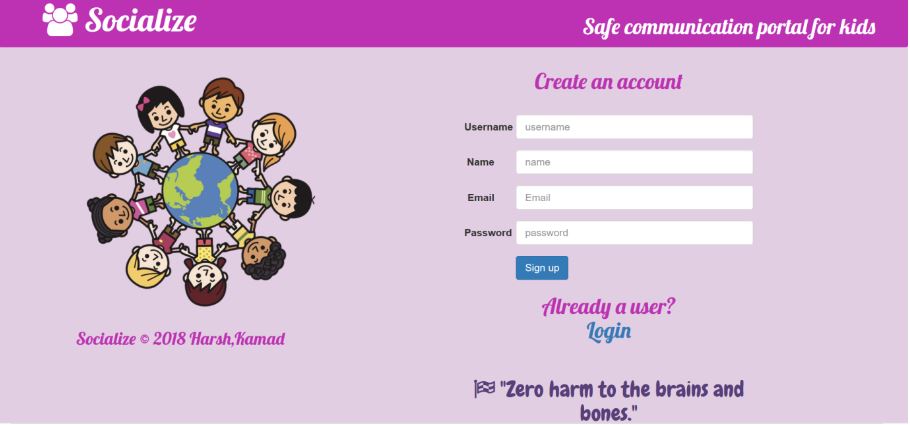 Socialize
Safe communication portal for kids
Create an account
Username username
Name name
Email Email
Password password
Sign up
Already a user?
Login
Socialize © 2018 Harsh,Kamad
"Zero harm to the brains and
bones."